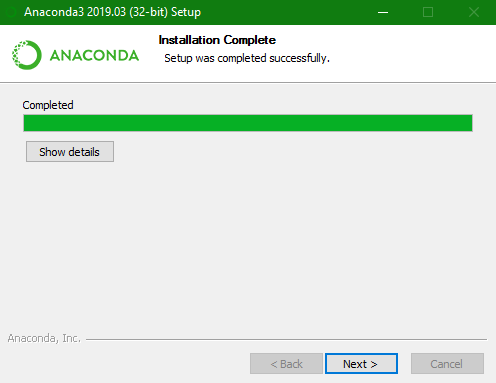 Anaconda3 2019.03 (32-bit) Setup
ANACONDA
Installation Complete
Setup was completed successfully.
Completed
Show details
Anaconda, Inc.
< Back
Next >
Cancel